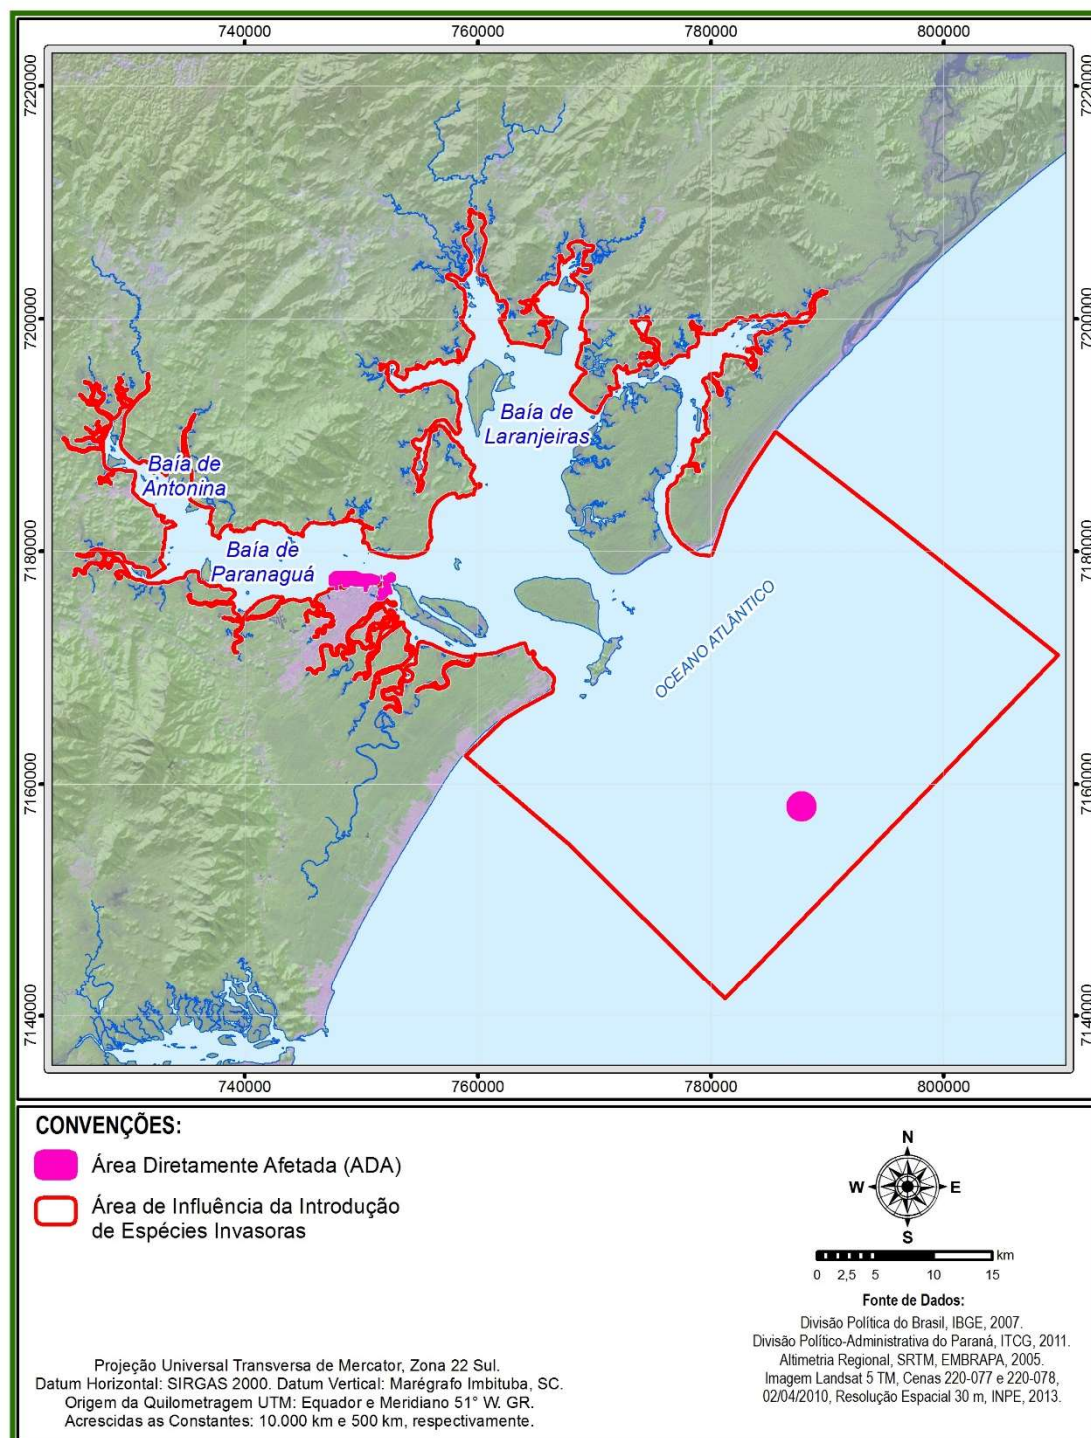 740000 760000 780000 800000
7220000 7220000
7200000 7200000
Baía de
Laranjeiras
Baía de
Antonina
Baía de
Paranaguá
7180000 7180000
OCEANO ATLÂNTICO
7160000 7160000
7140000 7140000
740000 760000 780000 800000
CONVENÇÕES:
Área Diretamente Afetada (ADA)
Área de Influência da Introdução
de Espécies Invasoras
N
W E
S
km
0 2,5 5 10 15
Fonte de Dados:
Divisão Política do Brasil, IBGE, 2007.
Divisão Político-Administrativa do Paraná, ITCG, 2011.
Altimetria Regional, SRTM, EMBRAPA, 2005.
Imagem Landsat 5 TM, Cenas 220-077 e 220-078,
02/04/2010, Resolução Espacial 30 m, INPE, 2013.
Projeção Universal Transversa de Mercator, Zona 22 Sul.
Datum Horizontal: SIRGAS 2000. Datum Vertical: Marégrafo Imbituba, SC.
Origem da Quilometragem UTM: Equador e Meridiano 51° W. GR.
Acrescidas as Constantes: 10.000 km e 500 km, respectivamente.